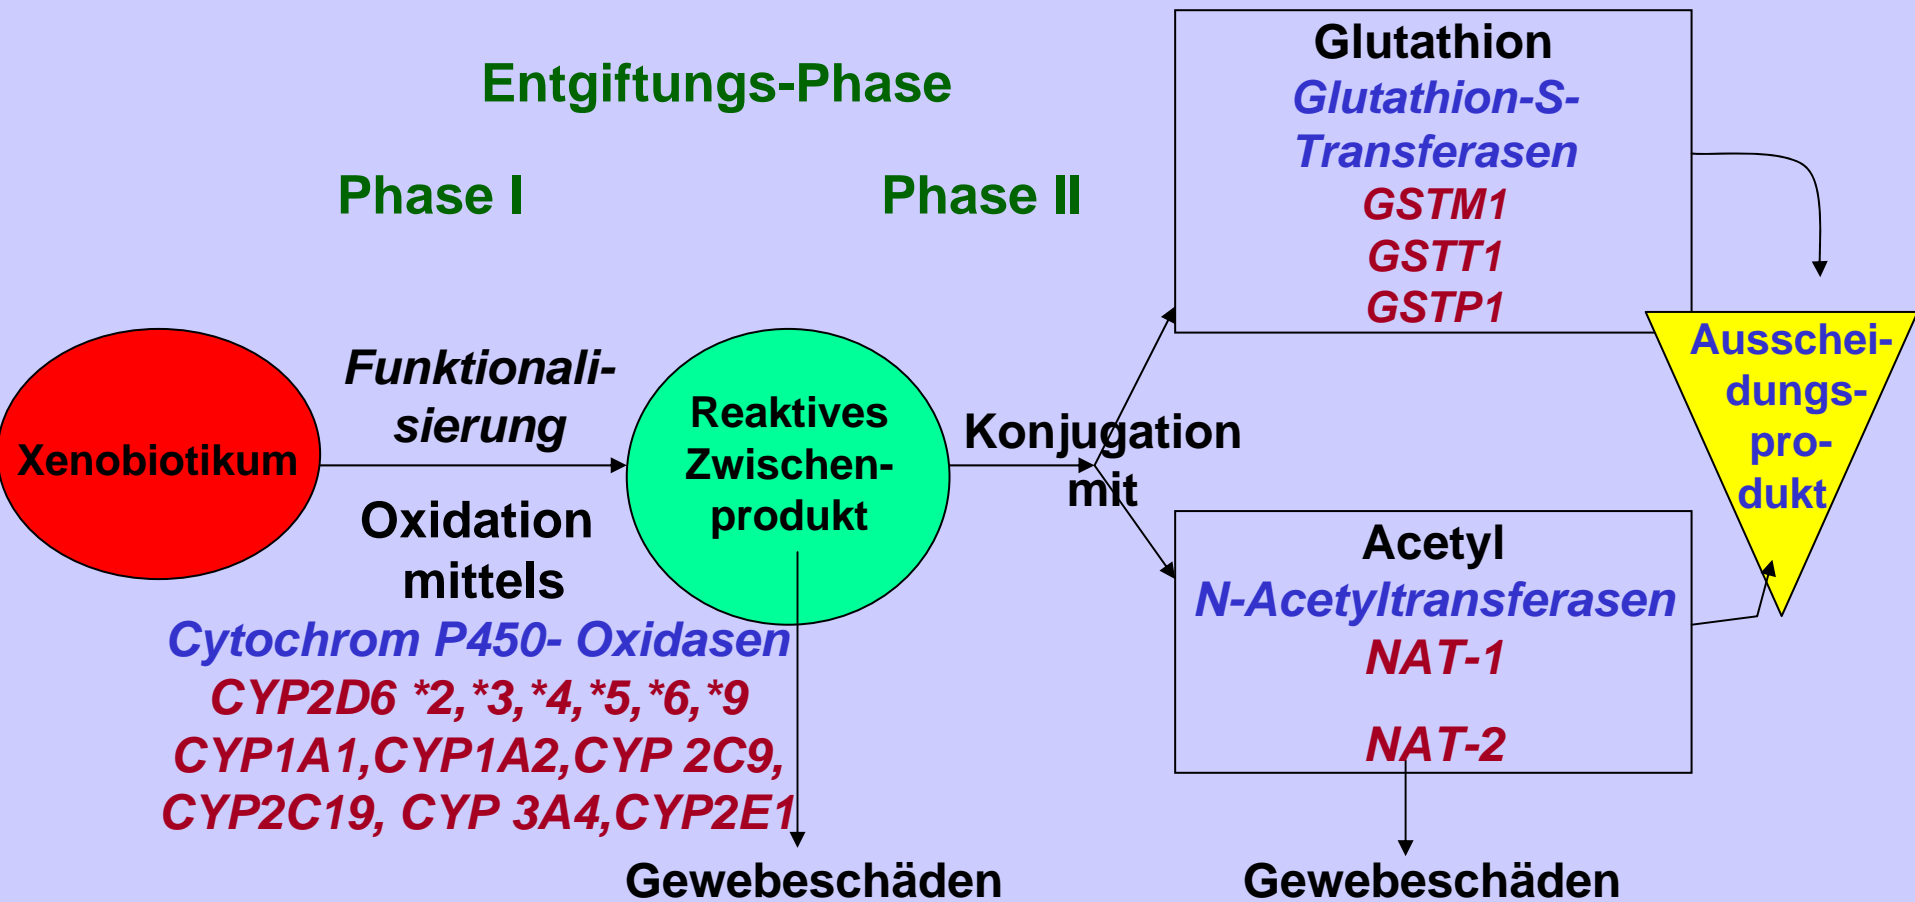 Entgiftungs-Phase
Phase I
Phase II
Xenobiotikum
Funktionali-
sierung
Oxidation
mittels
Cytochrom P450- Oxidasen
CYP2D6 *2,*3,*4,*5,*6,*9
CYP1A1,CYP1A2,CYP 2C9,
CYP2C19, CYP 3A4,CYP2E1
Reaktives
Zwischen-
produkt
Gewebeschäden
Konjugation
mit
Glutathion
Glutathion-S-
Transferasen
GSTM1
GSTT1
GSTP1
Acetyl
N-Acetyltransferasen
NAT-1
NAT-2
Gewebeschäden
Ausschei-
dungs-
pro-
dukt